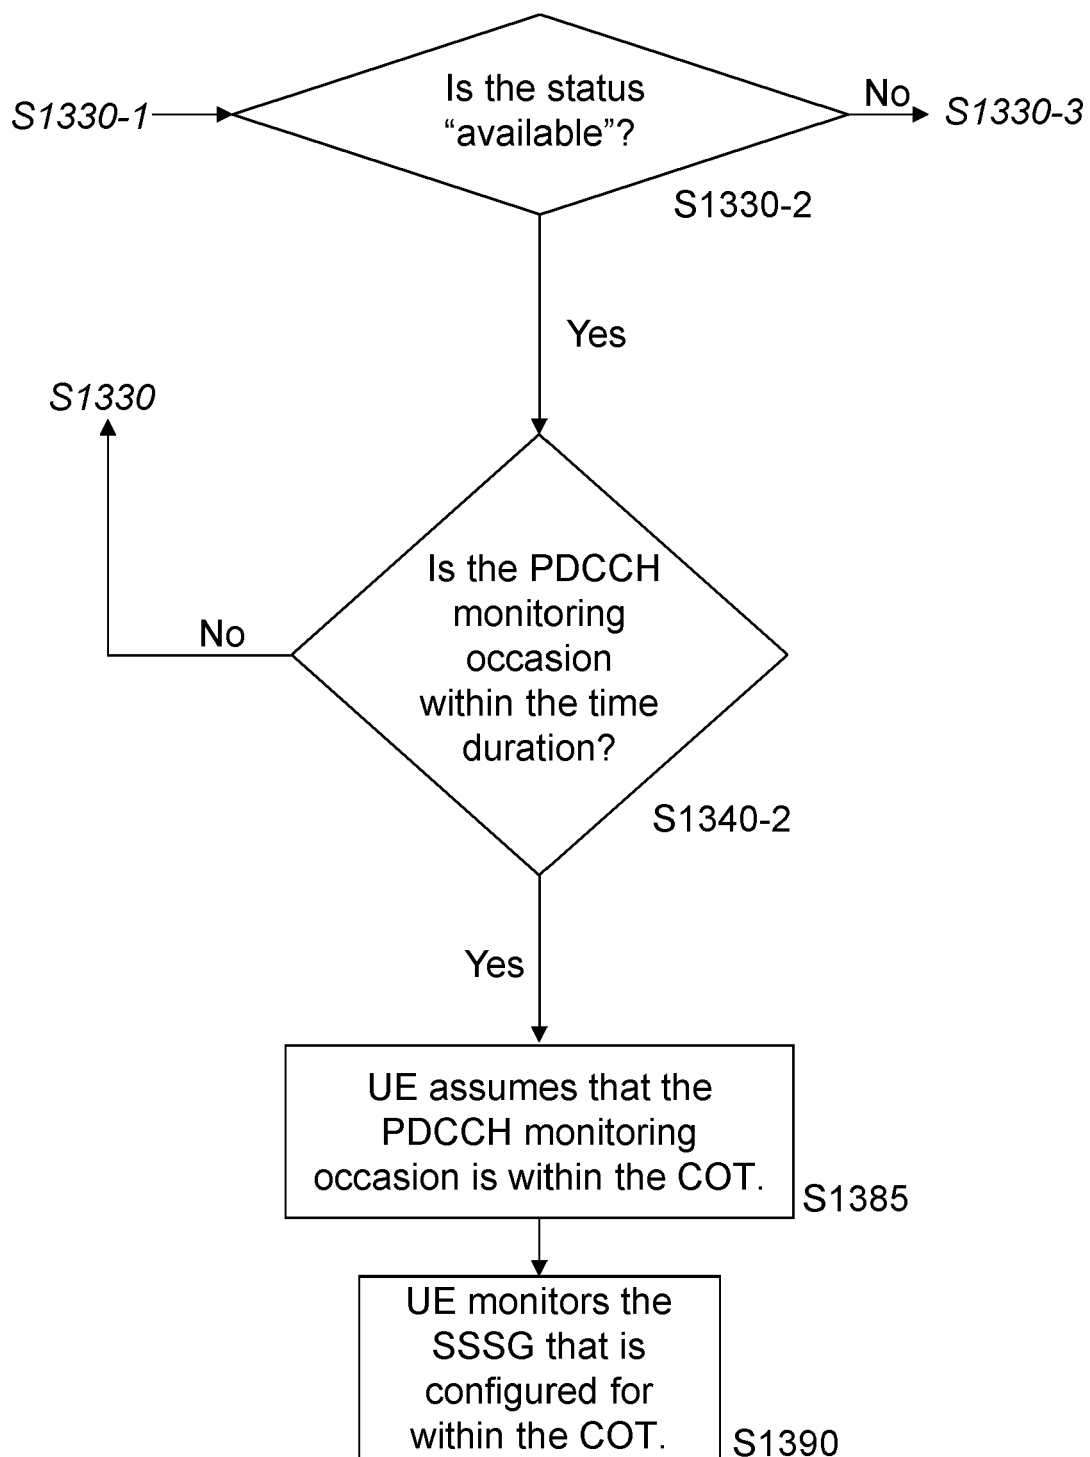 Is the status
“available”?
S1330-1
No
S1330-3
S1330-2
Yes
S1330
Is the PDCCH
monitoring
occasion
within the time
duration?
No
S1340-2
Yes
UE assumes that the
PDCCH monitoring
occasion is within the COT.
S1385
UE monitors the
SSSG that is
configured for
within the COT.
S1390